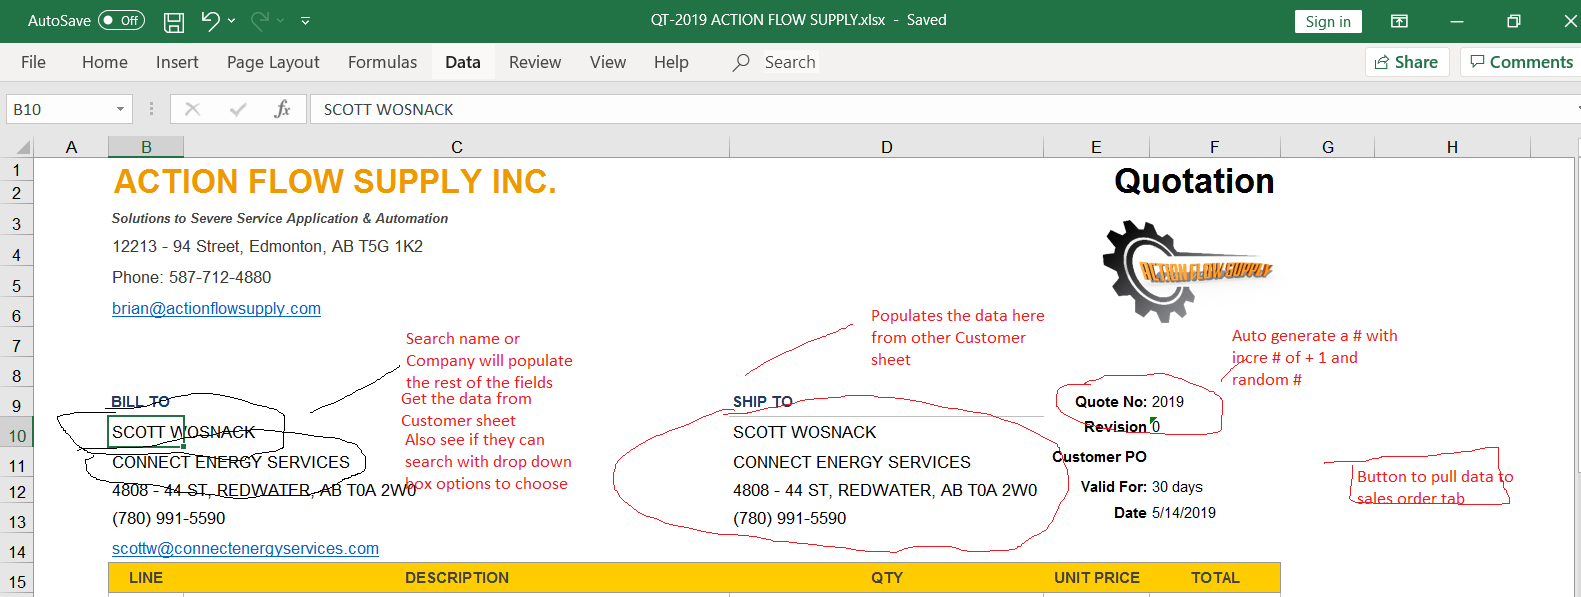 AutoSave Off QT-2019 ACTION FLOW SUPPLY.xlsx - Saved Sign in
File Home Insert Page Layout Formulas Data Review View Help Search Share Comments
B10 fx SCOTT WOSNACK
A B C D E F G H
1 ACTION FLOW SUPPLY INC. Quotation
2
3 Solutions to Severe Service Application & Automation
4 12213 - 94 Street, Edmonton, AB T5G 1K2
ACTION FLOW SUPPLY
5 Phone: 587-712-4880
6 brian@actionflowsupply.com
7
8
Search name or
Company will populate
the rest of the fields
Get the data from
Customer sheet
Also see if they can
search with drop down
box options to choose
Populates the data here
from other Customer
sheet
Auto generate a # with
incre # of + 1 and
random #
9 BILL TO SHIP TO Quote No: 2019
10 SCOTT WOSNACK SCOTT WOSNACK Revision 0
11 CONNECT ENERGY SERVICES CONNECT ENERGY SERVICES Customer PO
12 4808 - 44 ST, REDWATER, AB T0A 2W0 4808 - 44 ST, REDWATER, AB T0A 2W0 Valid For: 30 days
13 (780) 991-5590 (780) 991-5590 Date 5/14/2019
Button to pull data to
sales order tab
14 scottw@connectenergyservices.com
15 LINE DESCRIPTION QTY UNIT PRICE TOTAL